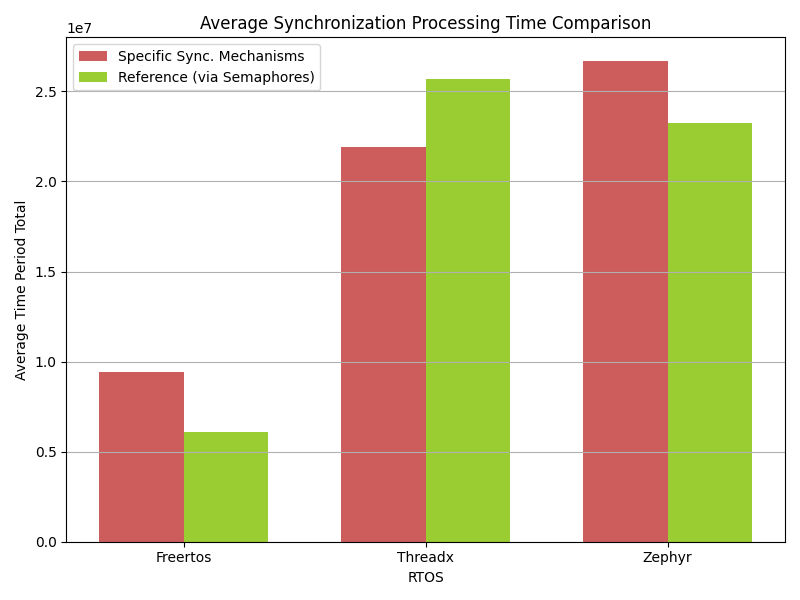 Average Synchronization Processing Time Comparison
1e7
Specific Sync. Mechanisms
Reference (via Semaphores)
2.5
2.0
1.5
1.0
0.5
0.0
Average Time Period Total
Freertos
Threadx
Zephyr
RTOS